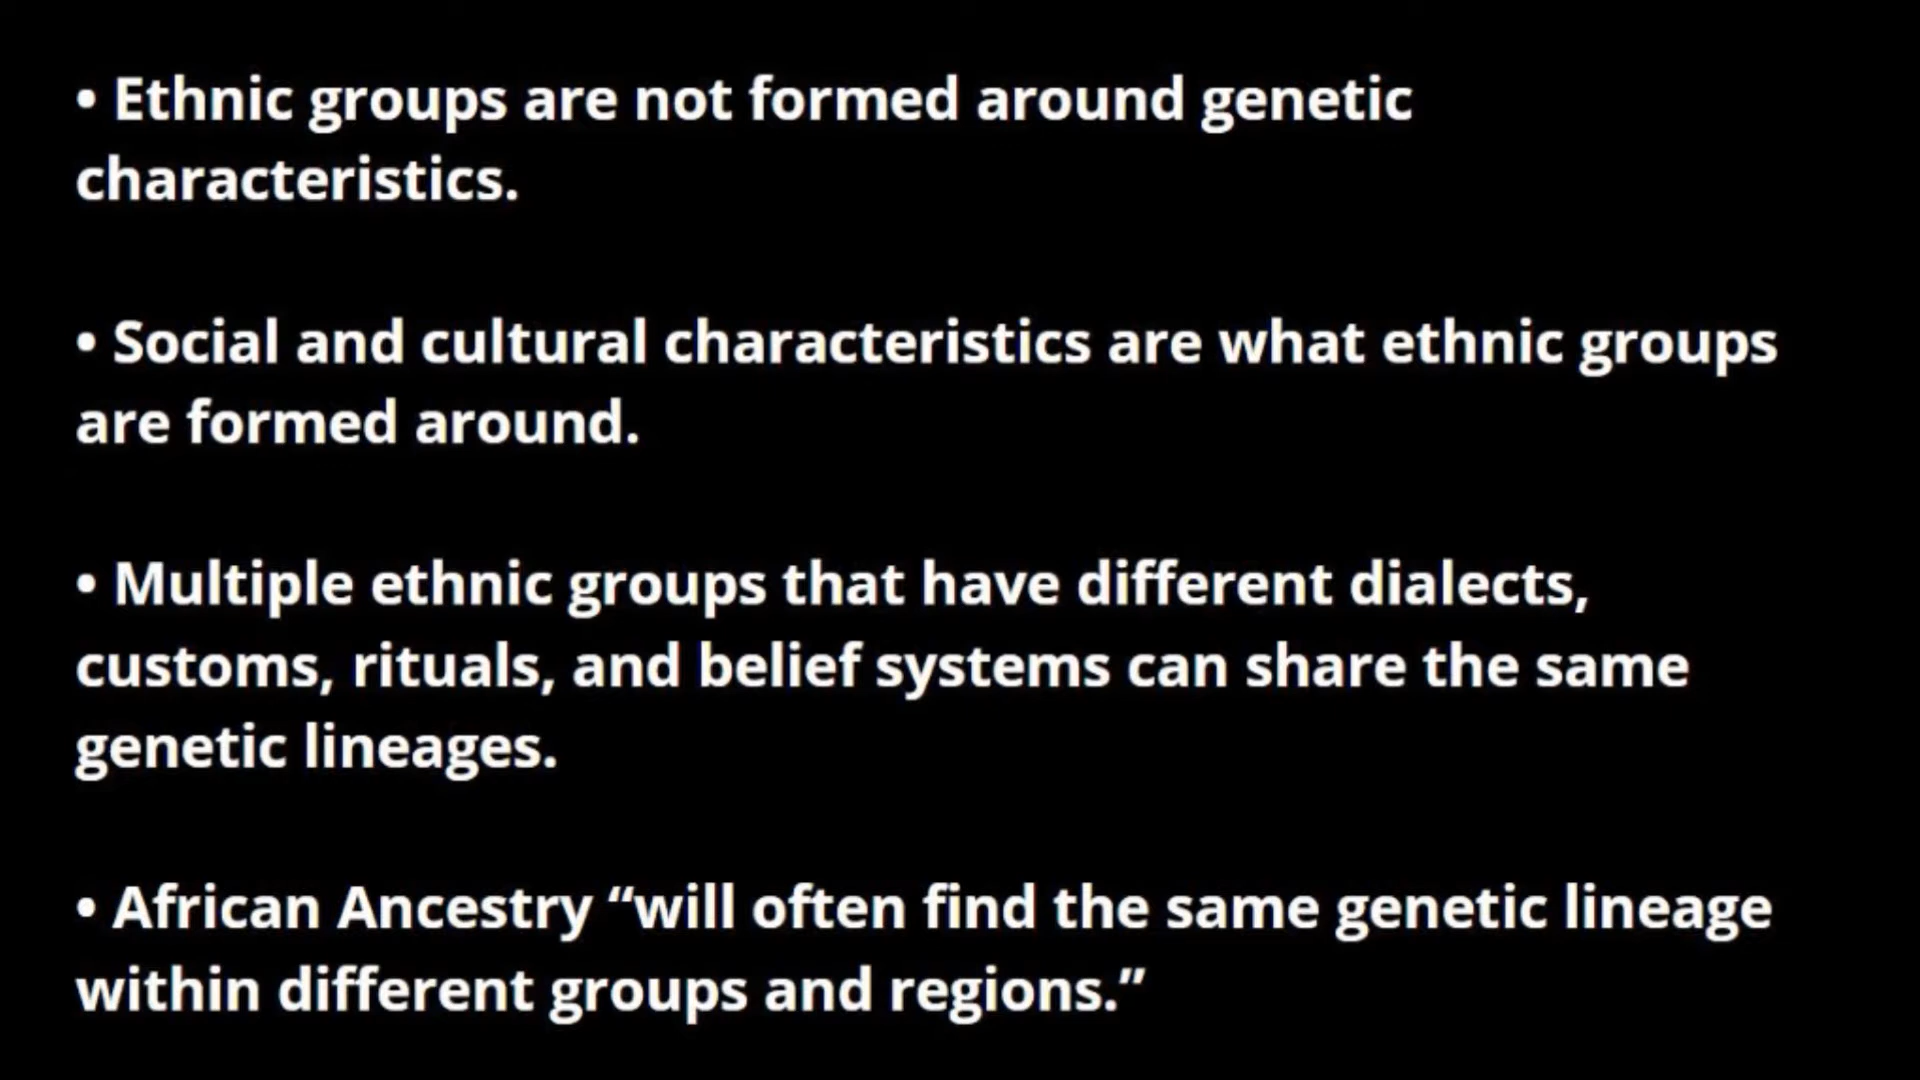 • Ethnic groups are not formed around genetic
characteristics.
• Social and cultural characteristics are what ethnic groups
are formed around.
• Multiple ethnic groups that have different dialects,
customs, rituals, and belief systems can share the same
genetic lineages.
• African Ancestry “will often find the same genetic lineage
within different groups and regions.”